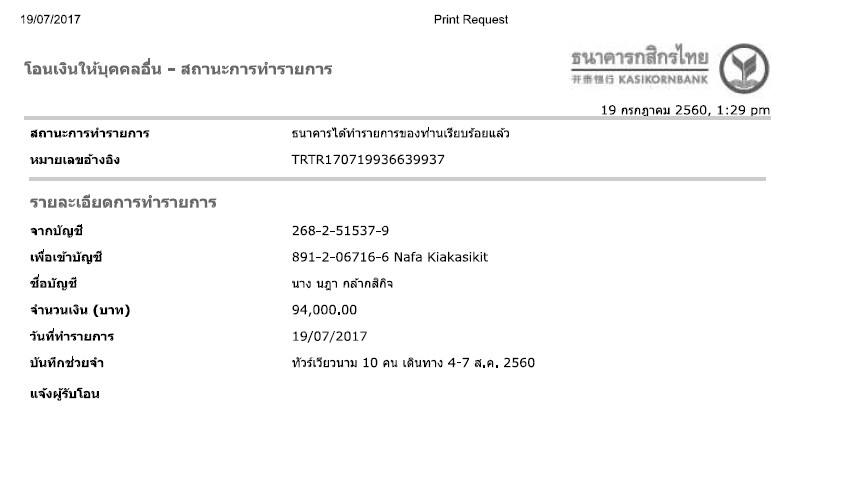 19/07/2017 Print Request
ธนาคารกสิกรไทย
开泰银行 KASIKORNBANK
โอนเงินให้บุคคลอื่น - สถานะการทำรายการ
19 กรกฎาคม 2560, 1:29 pm
สถานะการทำรายการ ธนาคารได้ทำรายการของท่านเรียบร้อยแล้ว
หมายเลขอ้างอิง TRTR170719936639937
รายละเอียดการทำรายการ
จากบัญชี 268-2-51537-9
เพื่อเข้าบัญชี 891-2-06716-6 Nafa Kiakasikit
ชื่อบัญชี นาง นฎา กล้ากสิกิจ
จำนวนเงิน (บาท) 94,000.00
วันที่ทำรายการ 19/07/2017
บันทึกช่วยจำ ทัวร์เวียวนาม 10 คน เดินทาง 4-7 ส.ค. 2560
แจ้งผู้รับโอน